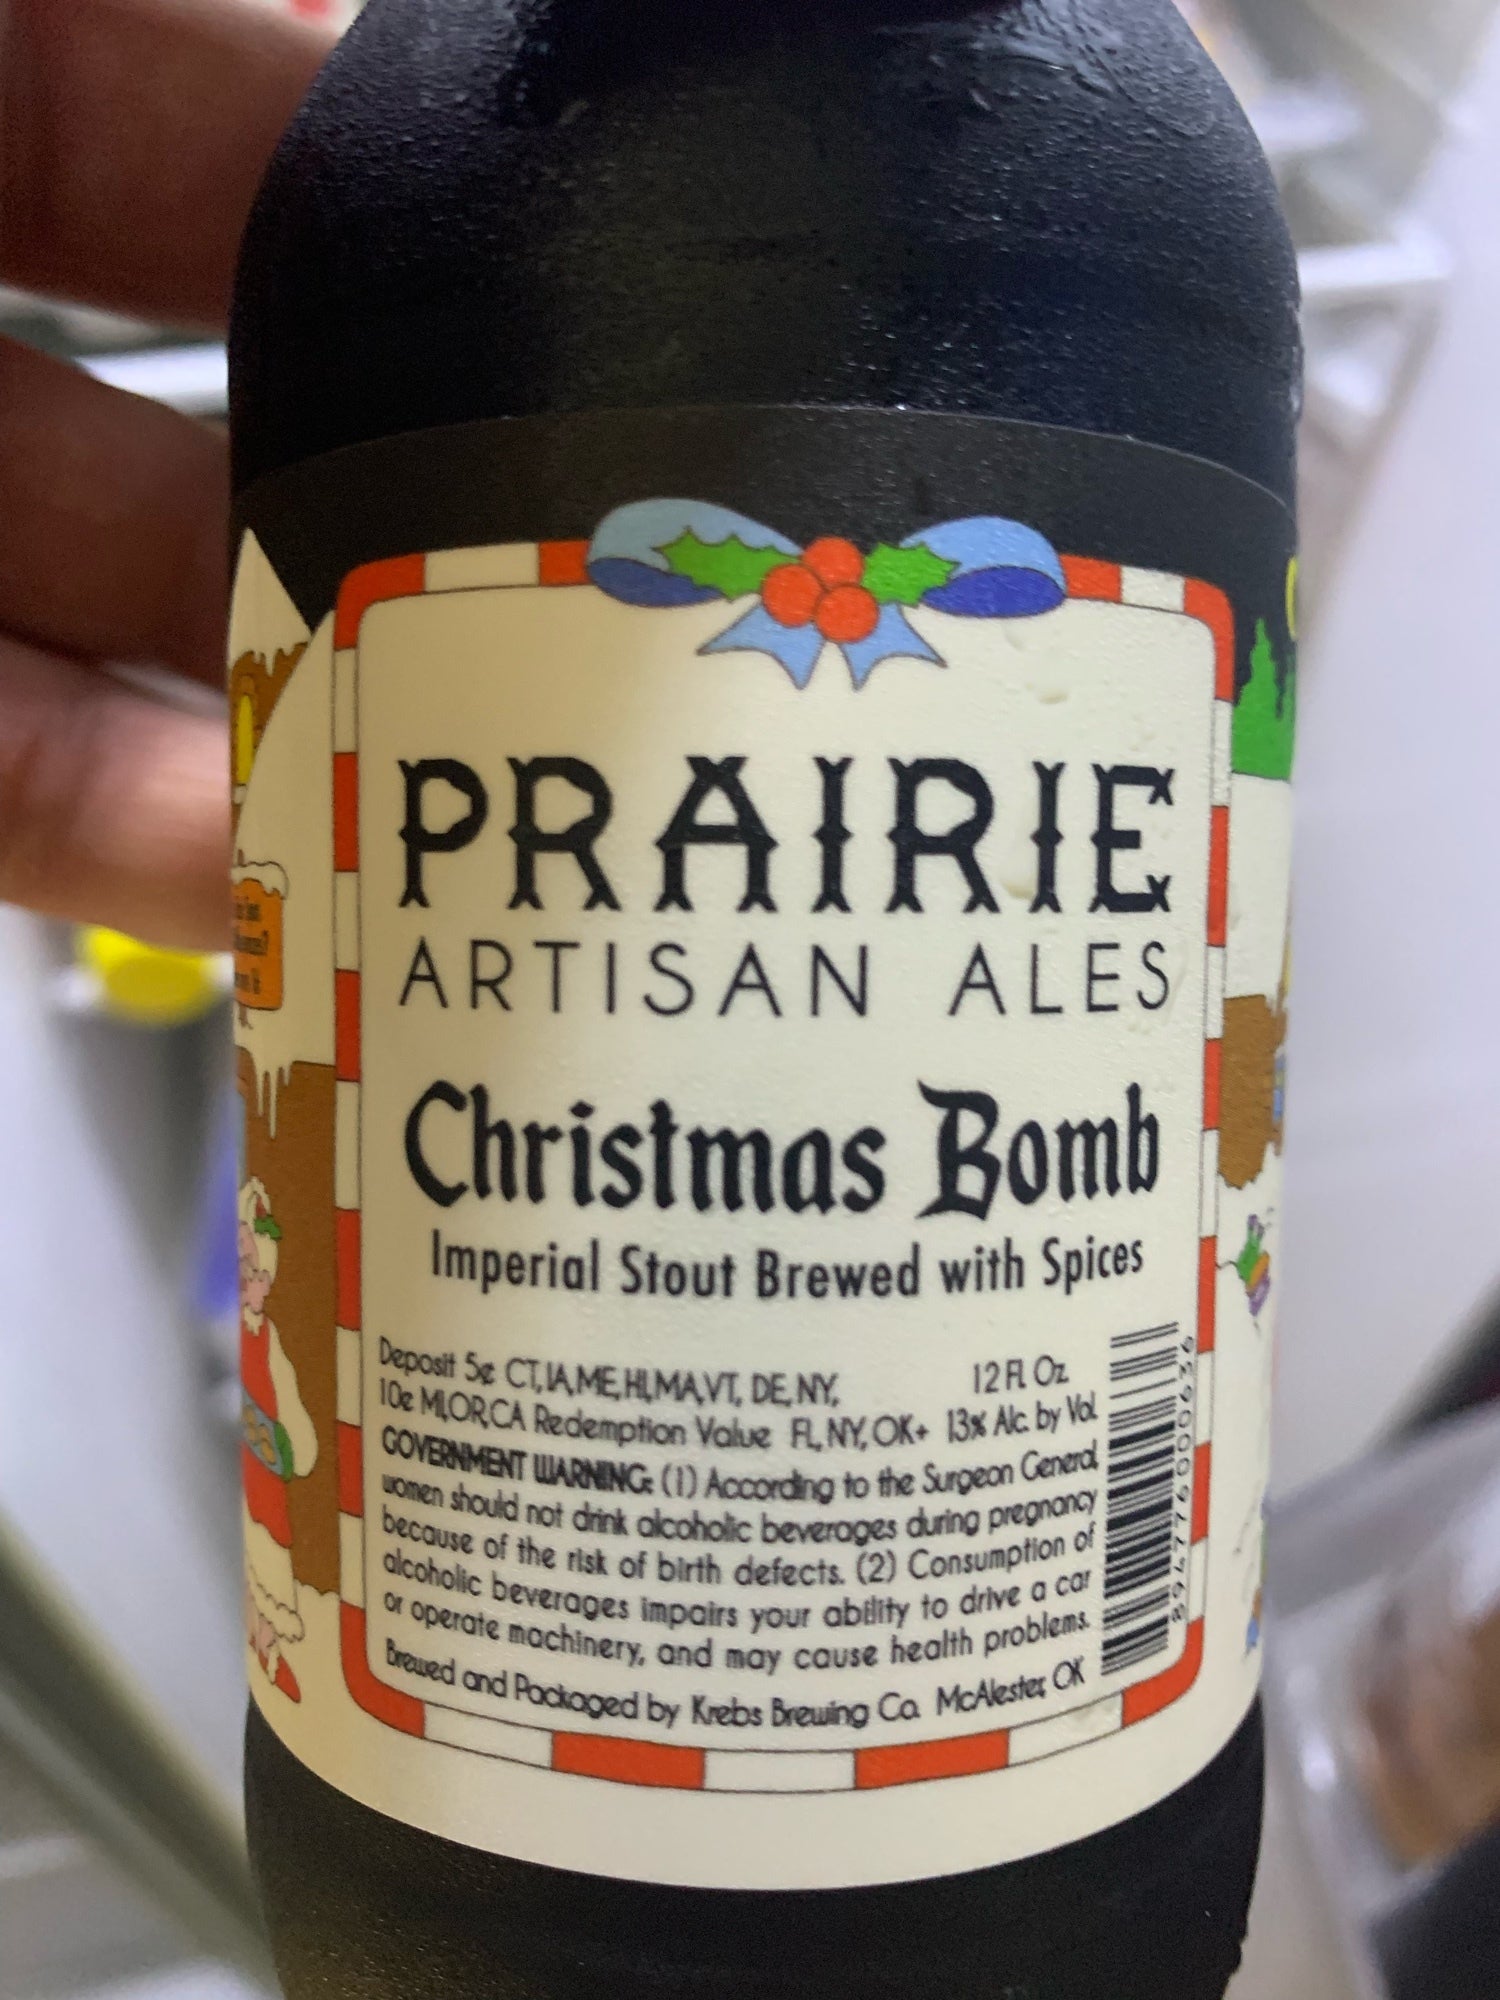 PRAIRIE
ARTISAN ALES
Christmas Bomb
Imperial Stout Brewed with Spices
Deposit 5¢ CT,IA,ME,HI,MA,VT, DE,NY, 12 Fl. Oz
10¢ MI,OR,CA Redemption Value FL, NY, OK+ 13% Alc. by Vol.
GOVERNMENT WARNING: (1) According to the Surgeon General
women should not drink alcoholic beverages during pregnancy
because of the risk of birth defects. (2) Consumption of
alcoholic beverages impairs your ability to drive a car
or operate machinery, and may cause health problems.
Brewed and Packaged by Krebs Brewing Co. McAlester, OK
894776000636